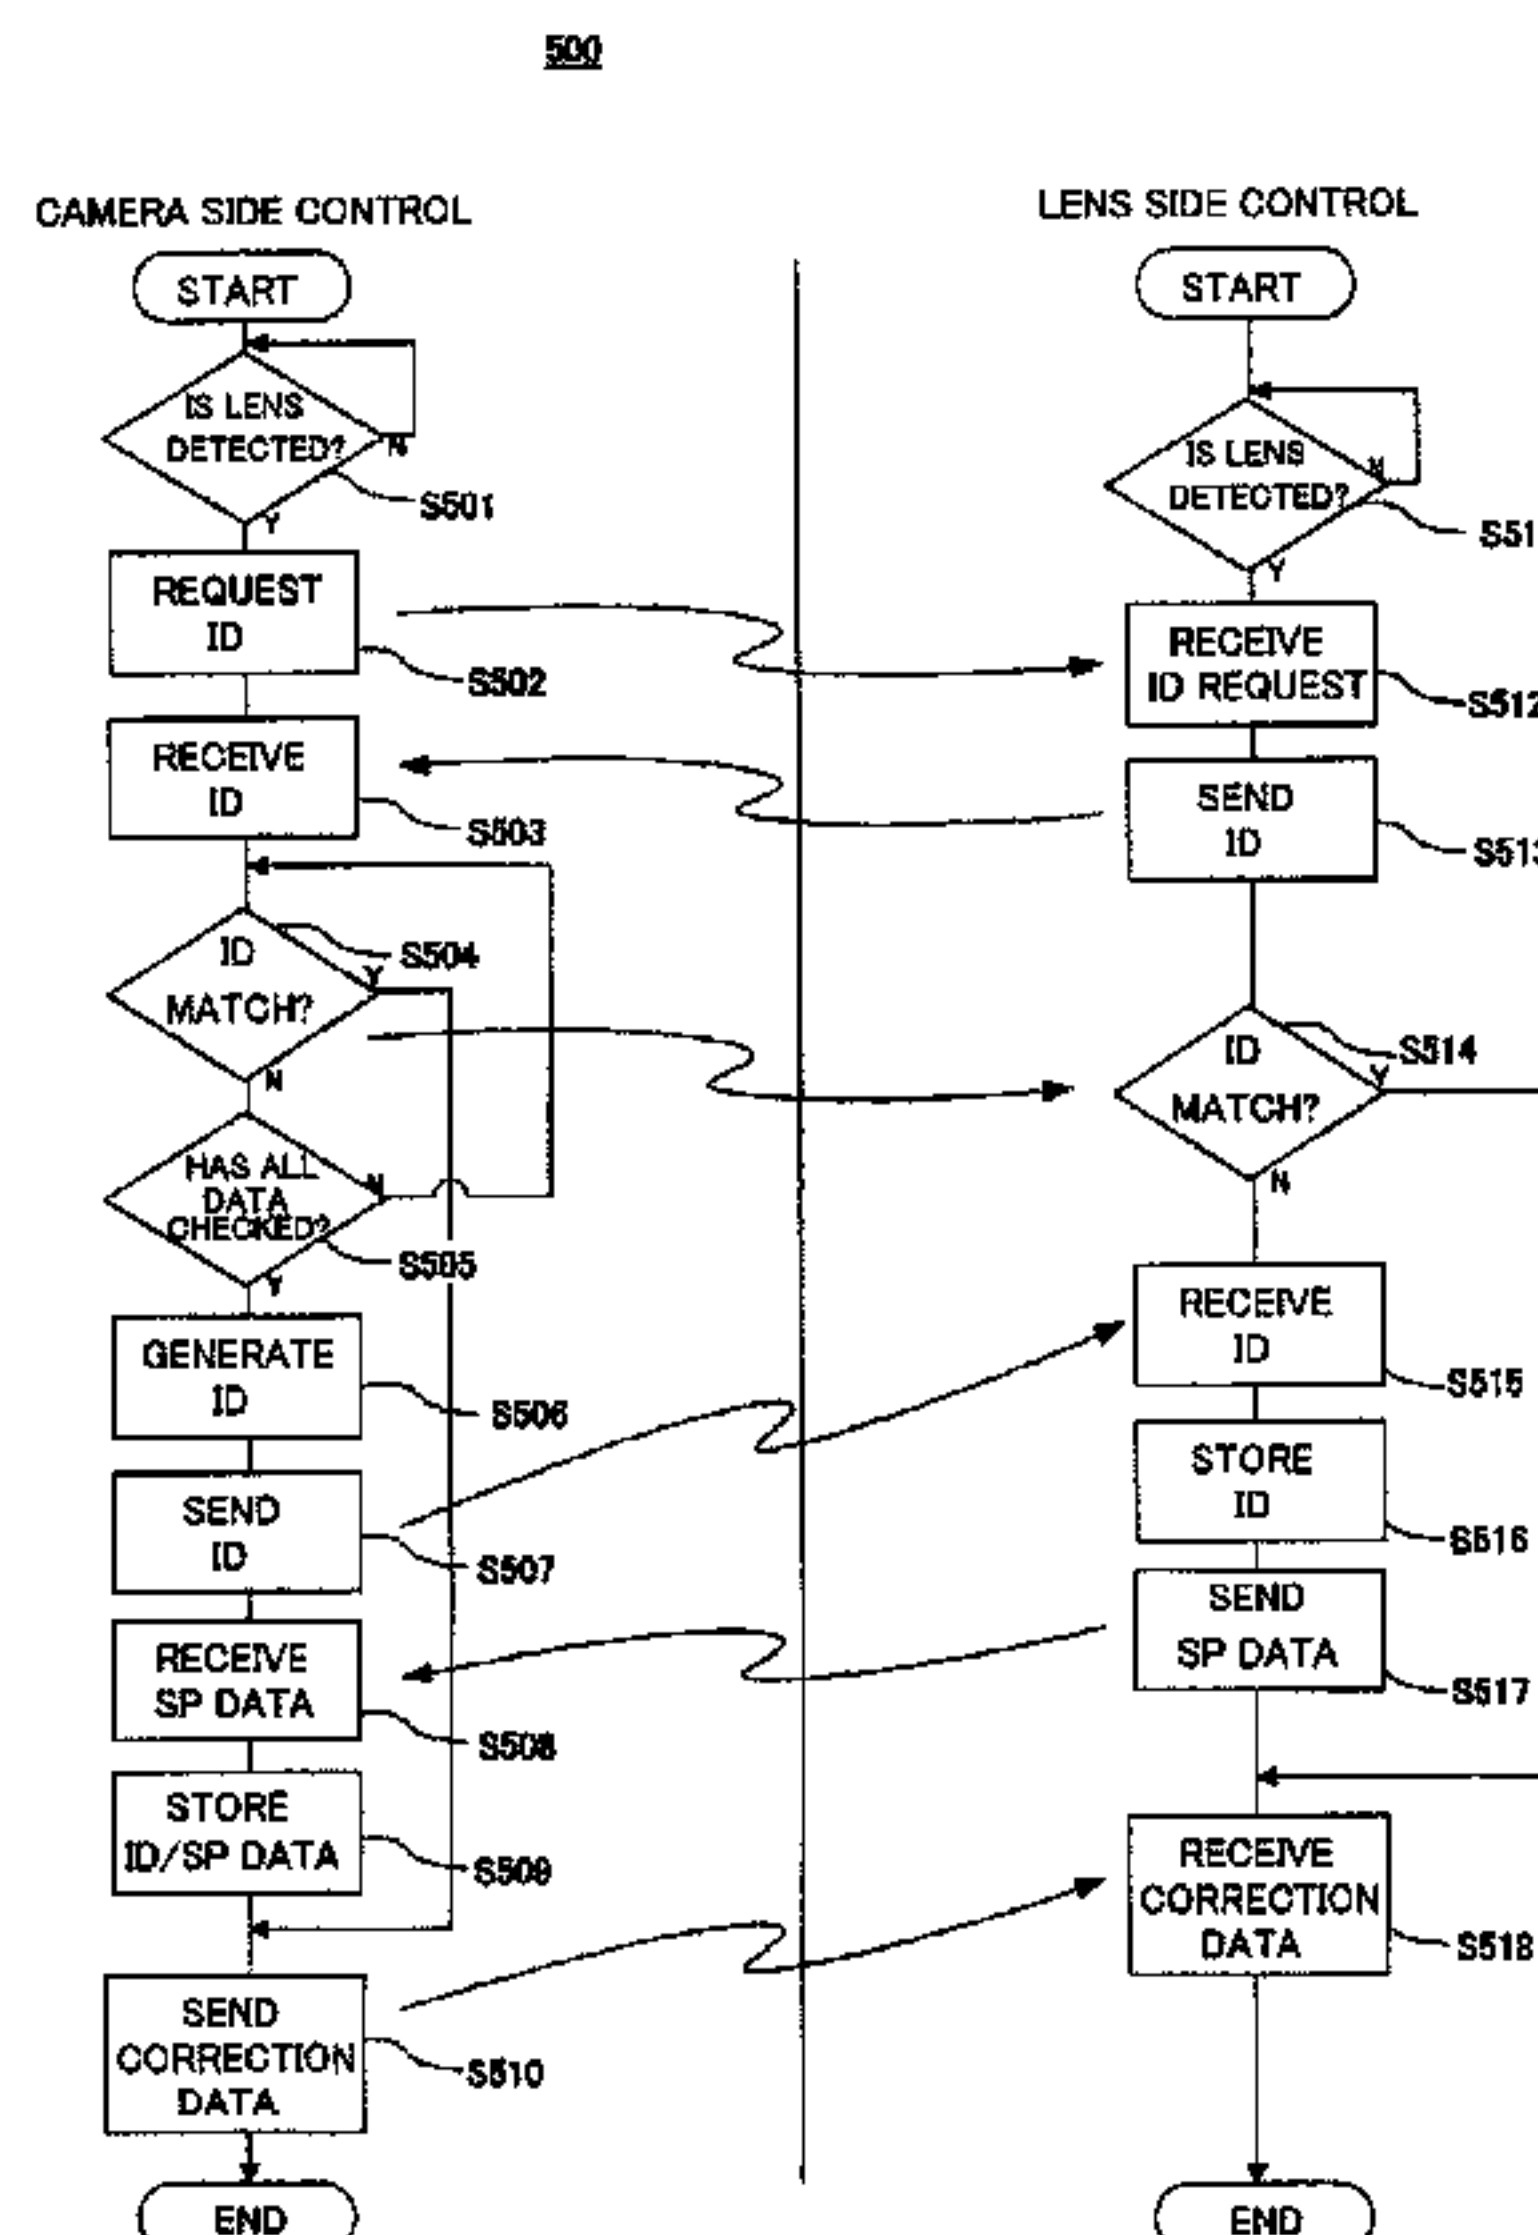 500
CAMERA SIDE CONTROL
START
IS LENS
DETECTED?
N
S501
Y
REQUEST
ID
S502
RECEIVE
ID
S503
ID
MATCH?
S504
Y
N
HAS ALL
DATA
CHECKED?
N
S505
Y
GENERATE
ID
S506
SEND
ID
S507
RECEIVE
SP DATA
S508
STORE
ID/SP DATA
S509
SEND
CORRECTION
DATA
S510
END
LENS SIDE CONTROL
START
IS LENS
DETECTED?
N
S51
Y
RECEIVE
ID REQUEST
S512
SEND
ID
S513
ID
MATCH?
S514
Y
N
RECEIVE
ID
S515
STORE
ID
S516
SEND
SP DATA
S517
RECEIVE
CORRECTION
DATA
S518
END